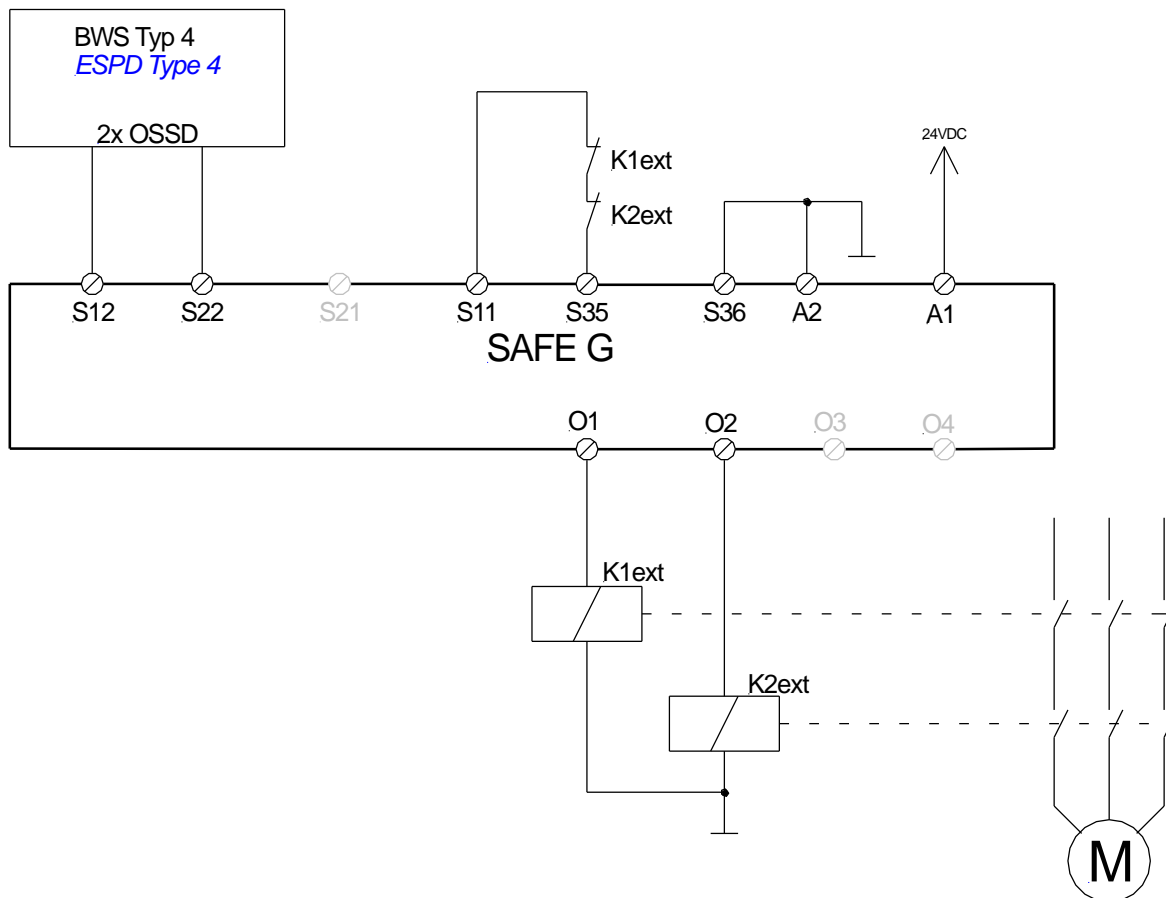 BWS Typ 4
ESPD Type 4
2x OSSD
K1ext
K2ext
24VDC
S12 S22 S21 S11 S35 S36 A2 A1
SAFE G
O1 O2 O3 O4
K1ext
K2ext
M